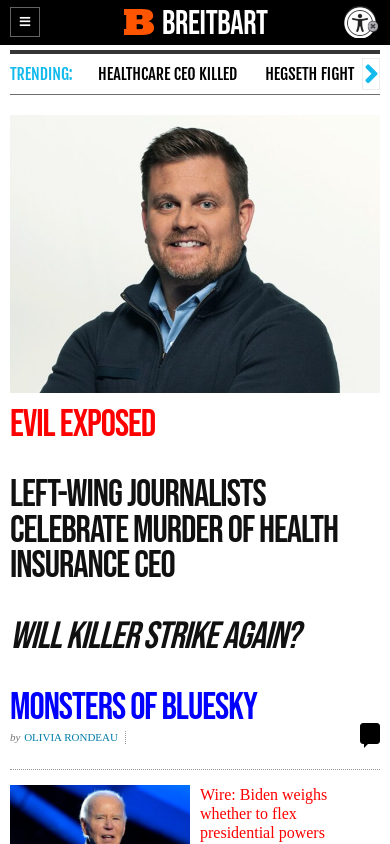 BREITBART
TRENDING:
HEALTHCARE CEO KILLED
HEGSETH FIGHT
EVIL EXPOSED
LEFT-WING JOURNALISTS
CELEBRATE MURDER OF HEALTH
INSURANCE CEO
WILL KILLER STRIKE AGAIN?
MONSTERS OF BLUESKY
by OLIVIA RONDEAU
Wire: Biden weighs
whether to flex
presidential powers